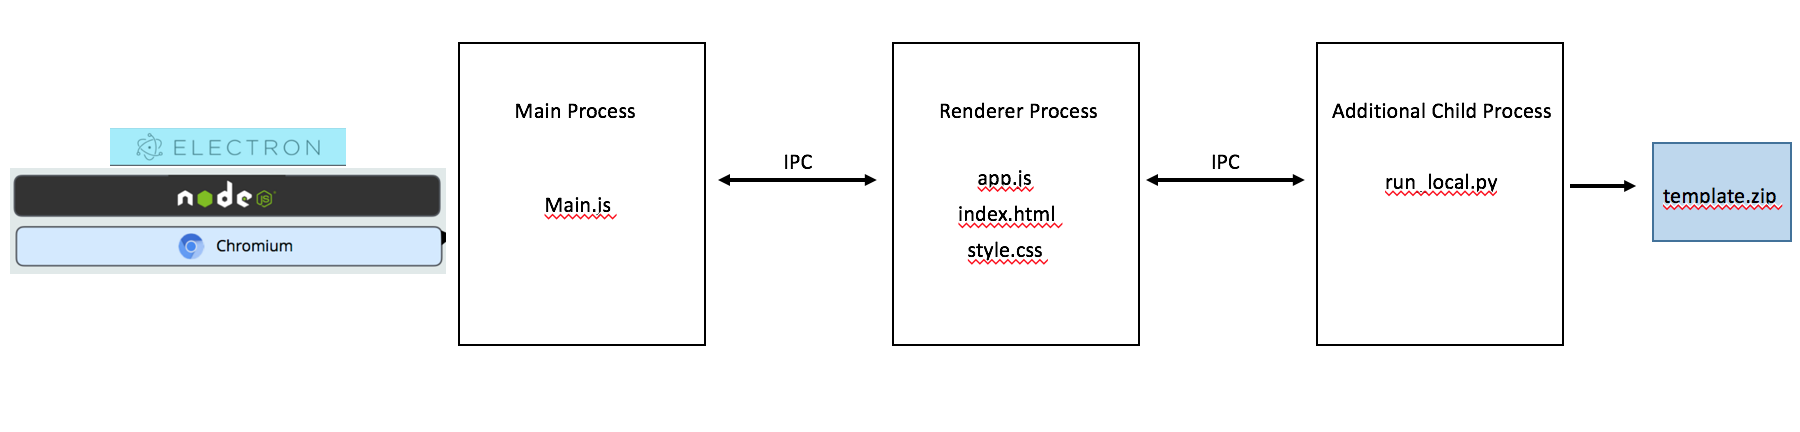 ELECTRON
node
JS
Chromium
Main Process
Main.js
IPC
Renderer Process
app.js
index.html
style.css
IPC
Additional Child Process
run_local.py
template.zip